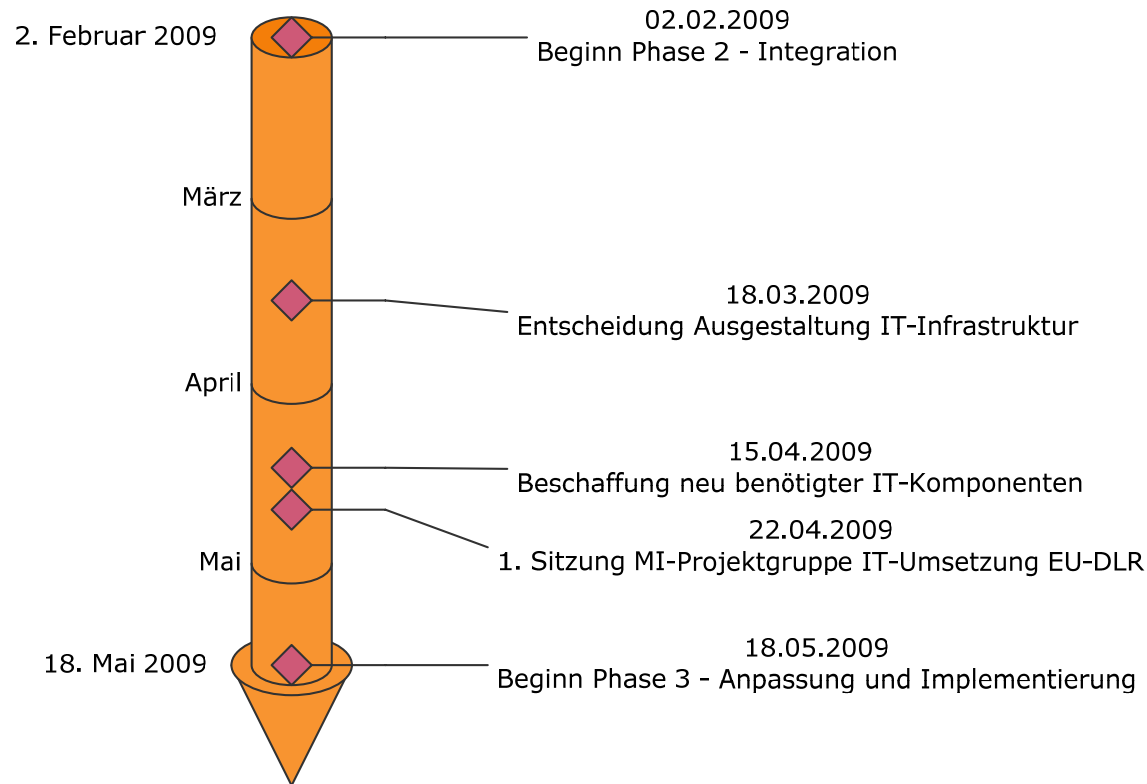 2. Februar 2009
02.02.2009
Beginn Phase 2 - Integration
März
18.03.2009
Entscheidung Ausgestaltung IT-Infrastruktur
April
15.04.2009
Beschaffung neu benötigter IT-Komponenten
22.04.2009
1. Sitzung MI-Projektgruppe IT-Umsetzung EU-DLR
Mai
18. Mai 2009
18.05.2009
Beginn Phase 3 - Anpassung und Implementierung